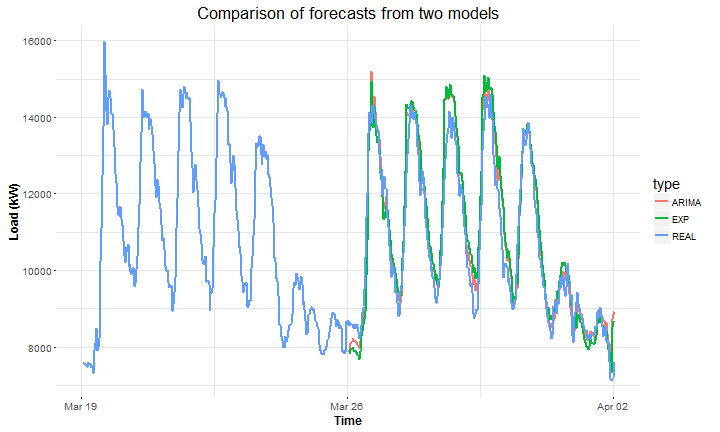 Comparison of forecasts from two models
16000
14000
12000
10000
8000
Load (kW)
Mar 19
Mar 26
Apr 02
Time
type
ARIMA
EXP
REAL